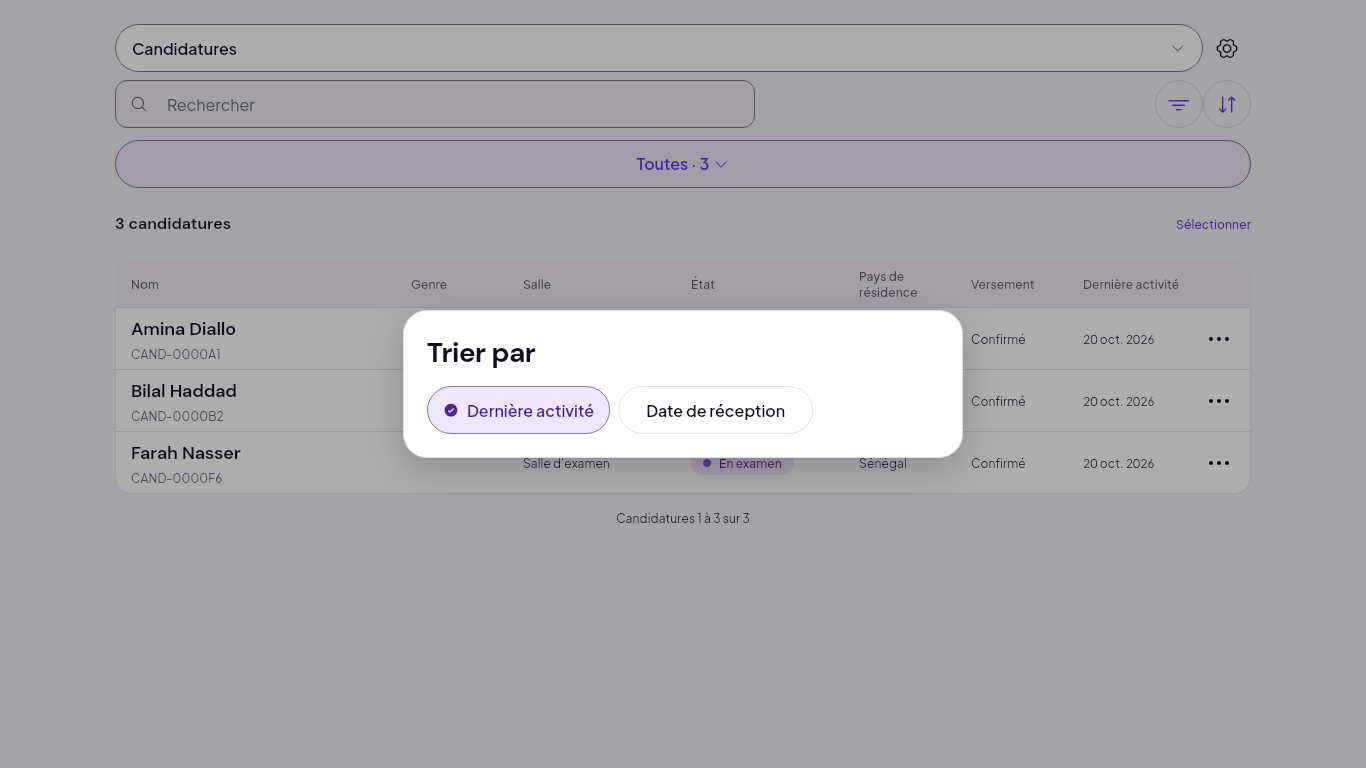 Candidatures
Rechercher
Toutes · 3
3 candidatures
Sélectionner
Nom Genre Salle État Pays de résidence Versement Dernière activité
Amina Diallo
CAND-0000A1
Confirmé 20 oct. 2026
Bilal Haddad
CAND-0000B2
Confirmé 20 oct. 2026
Trier par
Dernière activité Date de réception
Farah Nasser
CAND-0000F6
Salle d'examen En examen Sénégal Confirmé 20 oct. 2026
Candidatures 1 à 3 sur 3